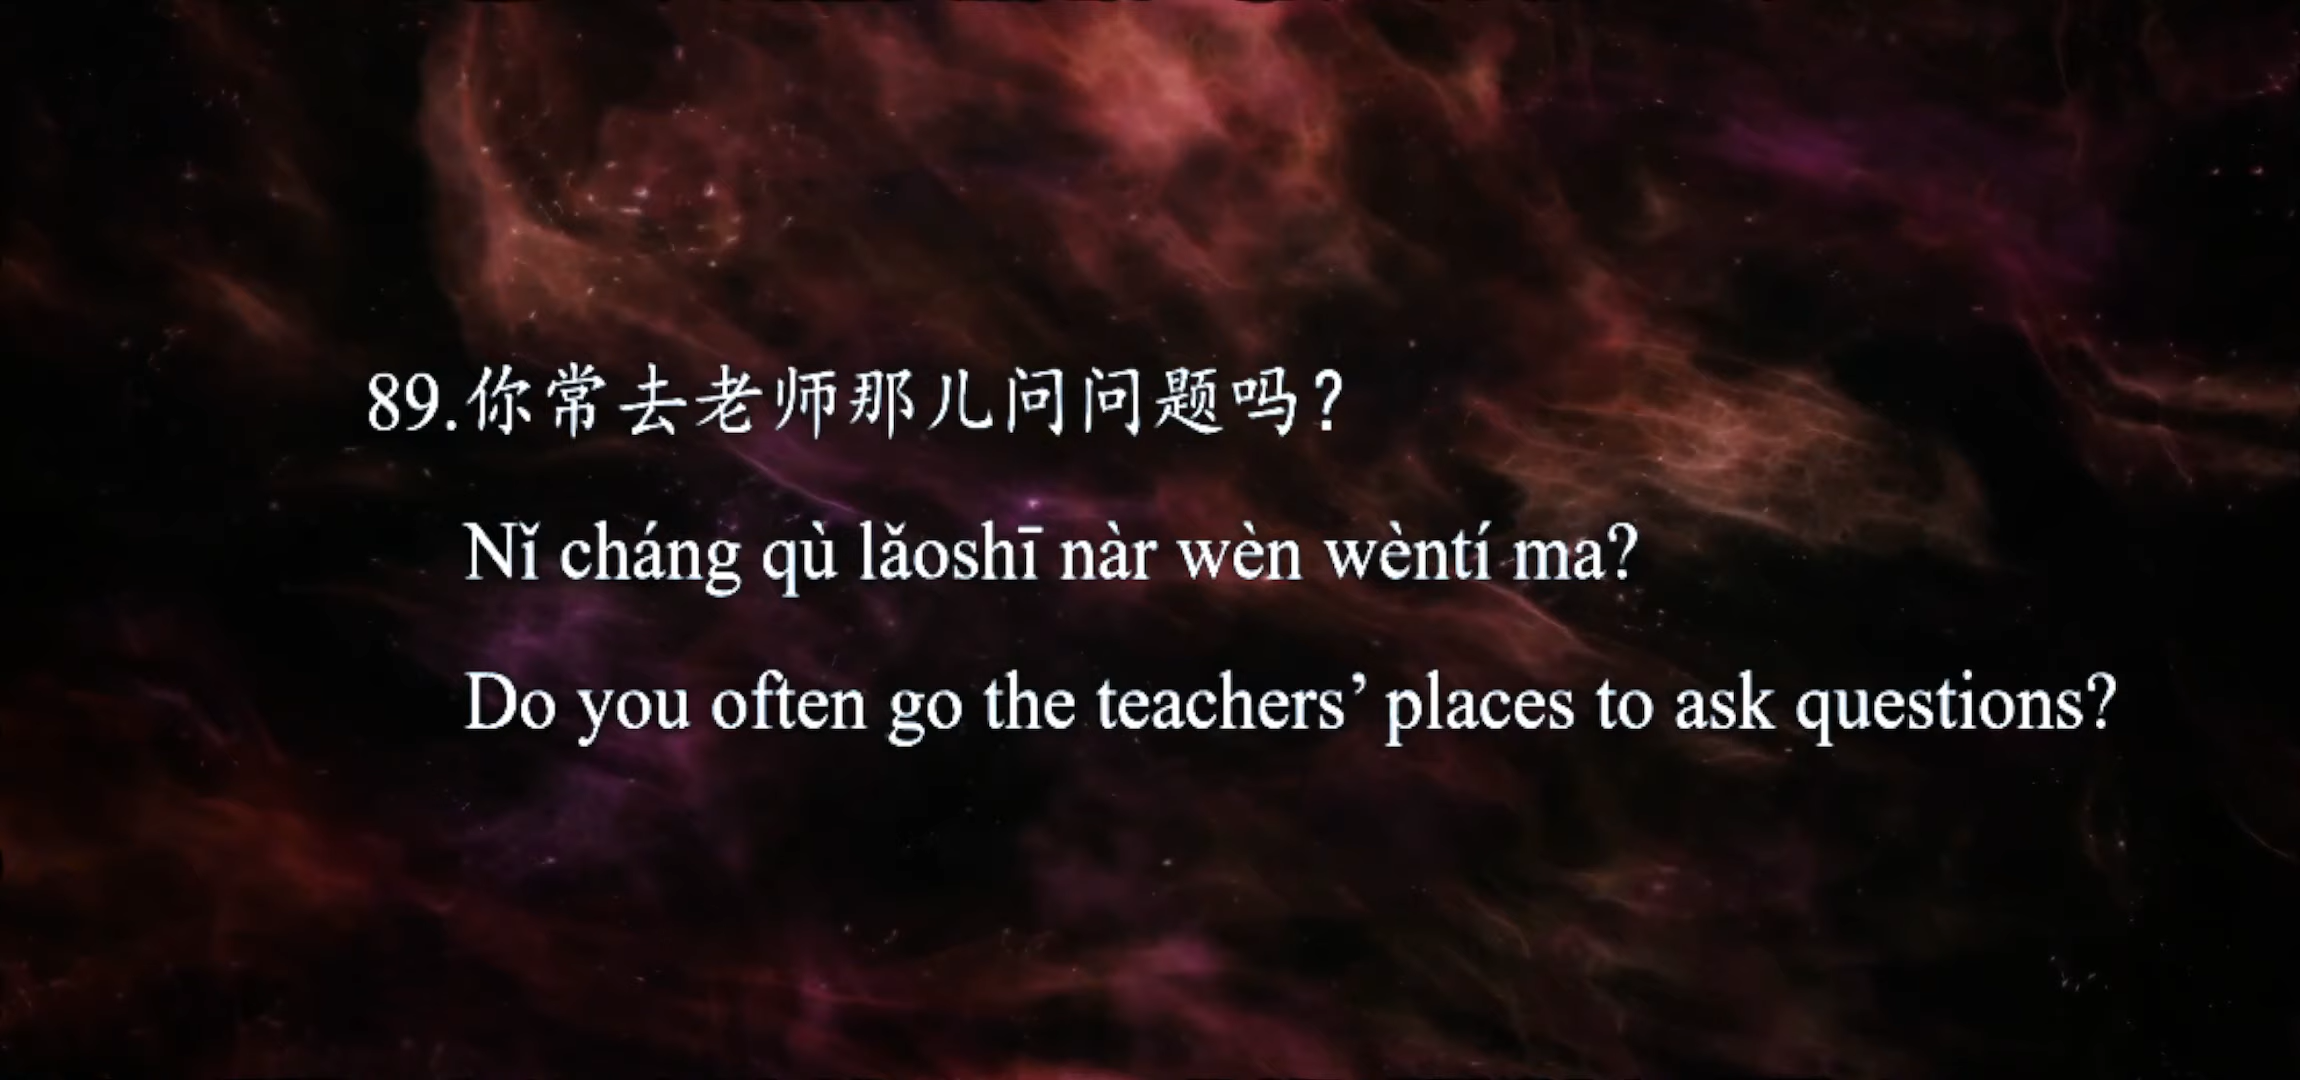 89.你常去老师那儿问问题吗？
Nǐ cháng qù lǎoshī nàr wèn wèntí ma?
Do you often go the teachers’ places to ask questions?